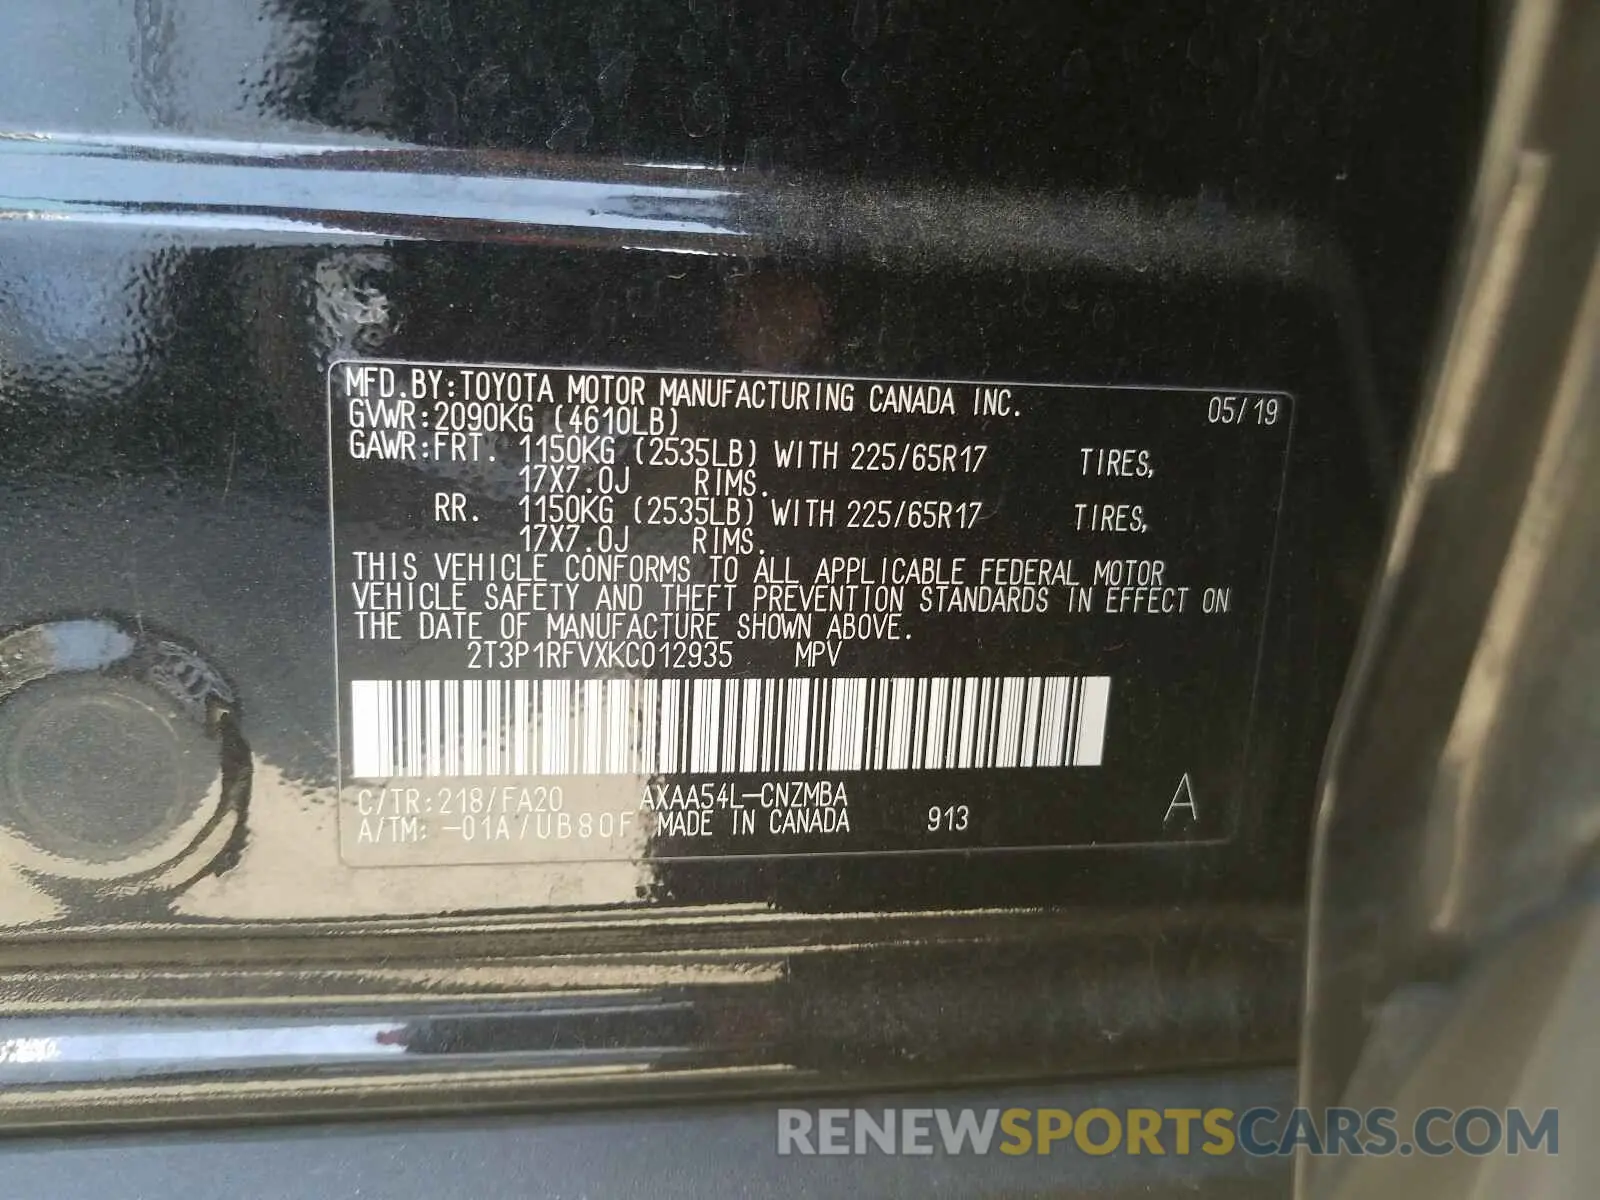 MFD.BY:TOYOTA MOTOR MANUFACTURING CANADA INC. 05/19
GVWR:2090KG (4610LB)
GAWR:FRT. 1150KG (2535LB) WITH 225/65R17 TIRES,
17X7.0J RIMS.
RR. 1150KG (2535LB) WITH 225/65R17 TIRES,
17X7.0J RIMS.
THIS VEHICLE CONFORMS TO ALL APPLICABLE FEDERAL MOTOR
VEHICLE SAFETY AND THEFT PREVENTION STANDARDS IN EFFECT ON
THE DATE OF MANUFACTURE SHOWN ABOVE.
2T3P1RFVXKC012935 MPV
C/TR:218/FA20 AXAA54L-CNZMBA
A/TM: -01A/UB80F MADE IN CANADA 913 A
RENEWSPORTSCARS.COM